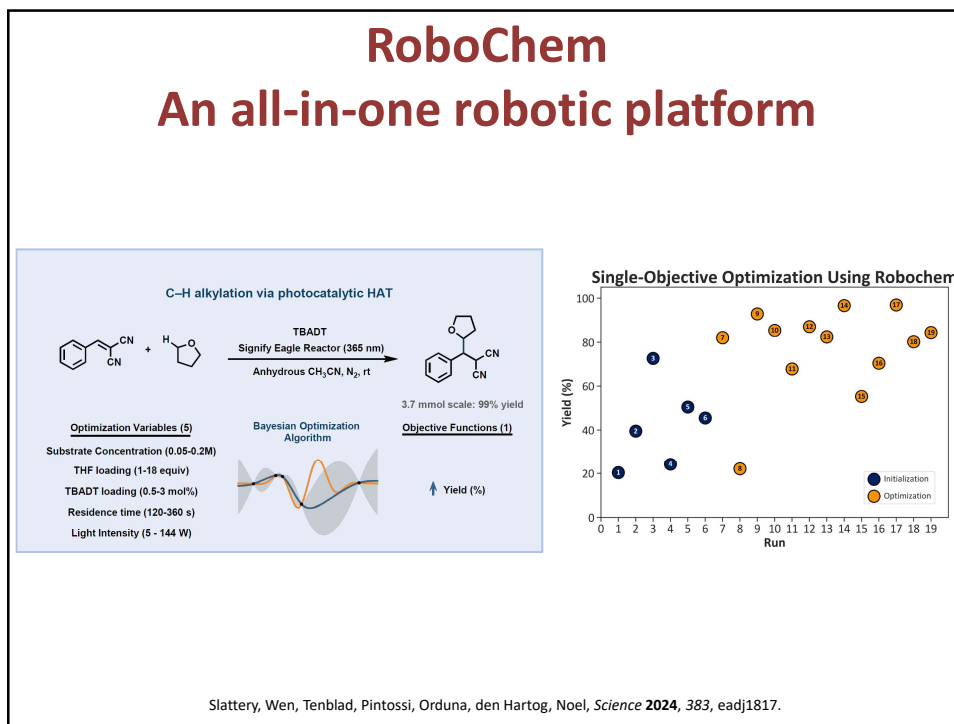 RoboChem
An all-in-one robotic platform
C–H alkylation via photocatalytic HAT
CN
CN
+
H
O
TBADT
Signify Eagle Reactor (365 nm)
Anhydrous CH₃CN, N₂, rt
O
CN
CN
3.7 mmol scale: 99% yield
Optimization Variables (5)
Substrate Concentration (0.05-0.2M)
THF loading (1-18 equiv)
TBADT loading (0.5-3 mol%)
Residence time (120-360 s)
Light Intensity (5 - 144 W)
Bayesian Optimization
Algorithm
Objective Functions (1)
Yield (%)
Single-Objective Optimization Using Robochem
Yield (%)
100
80
60
40
20
0
1
2
3
4
5
6
7
8
9
10
11
12
13
14
15
16
17
18
19
Initialization
Optimization
0 1 2 3 4 5 6 7 8 9 10 11 12 13 14 15 16 17 18 19
Run
Slattery, Wen, Tenblad, Pintossi, Orduna, den Hartog, Noel, Science 2024, 383, eadj1817.